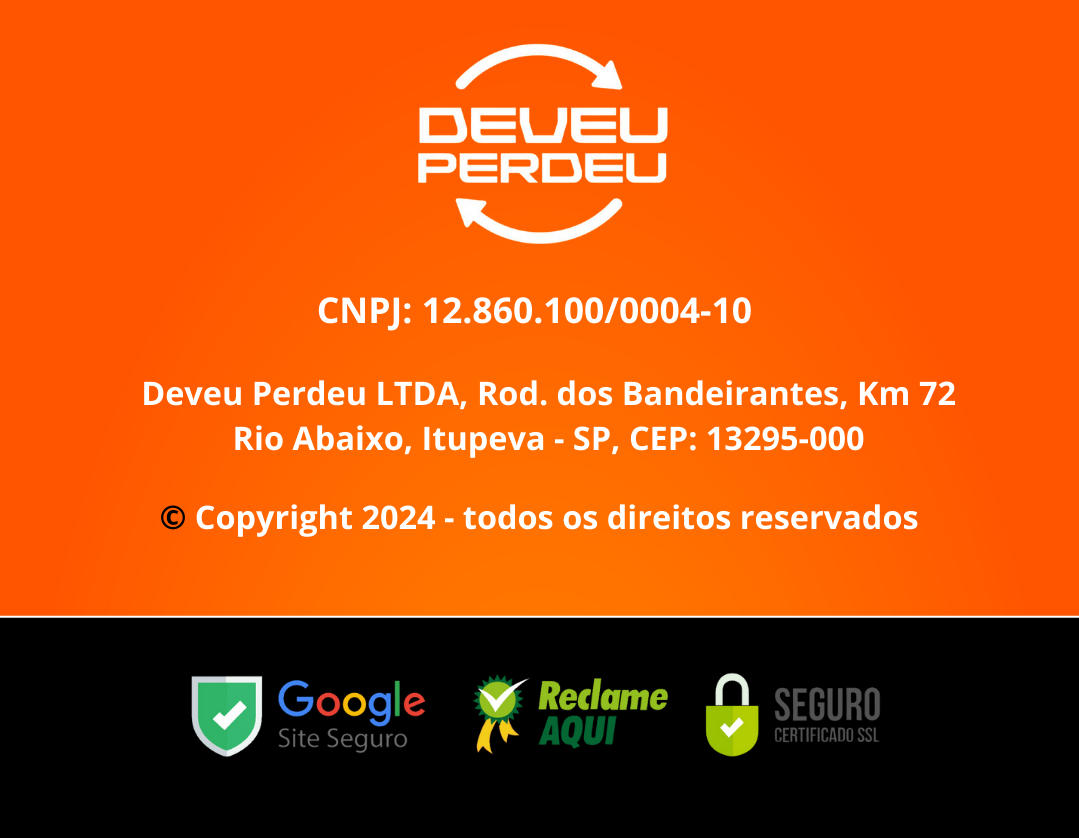 DEVEU
PERDEU
CNPJ: 12.860.100/0004-10
Deveu Perdeu LTDA, Rod. dos Bandeirantes, Km 72
Rio Abaixo, Itupeva - SP, CEP: 13295-000
© Copyright 2024 - todos os direitos reservados
Google
Site Seguro
Reclame
AQUI
SEGURO
CERTIFICADO SSL